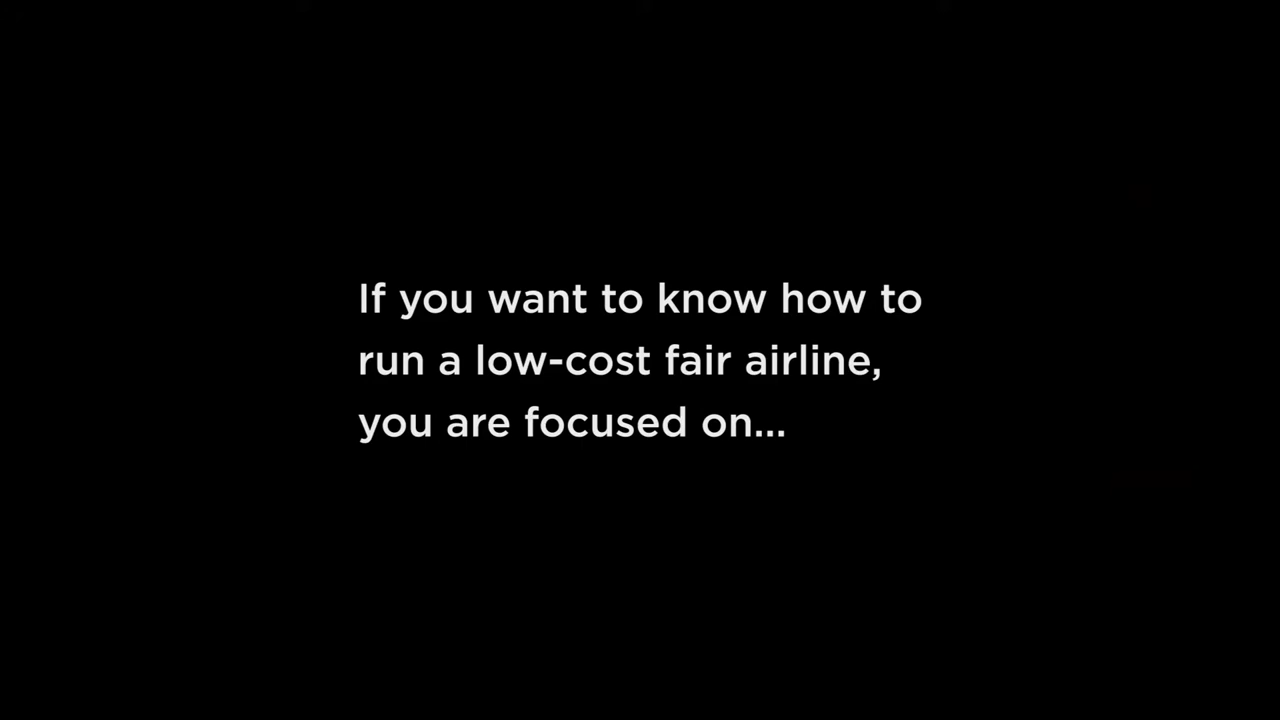 If you want to know how to
run a low-cost fair airline,
you are focused on...